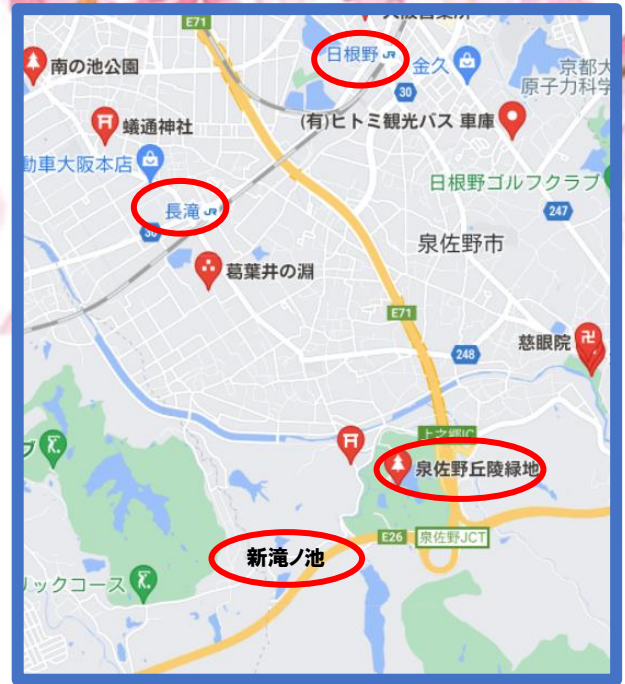 E71
日根野
JR
南の池公園
金久
京都大
原子力科学
30
蟻通神社
(有)ヒトミ観光バス 車庫
動車大阪本店
日根野ゴルフクラブ
長滝
JR
247
30
泉佐野市
葛葉井の淵
E71
慈眼院
248
上之郷IC
泉佐野丘陵緑地
新滝ノ池
E26
泉佐野JCT
リックコース